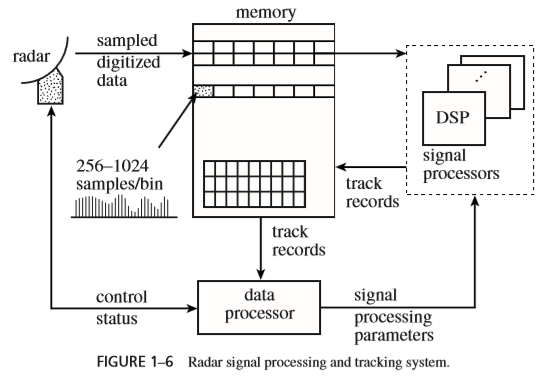 memory
radar
sampled
digitized
data
DSP
signal
processors
256–1024
samples/bin
track
records
track
records
control
status
data
processor
signal
processing
parameters
FIGURE 1–6 Radar signal processing and tracking system.